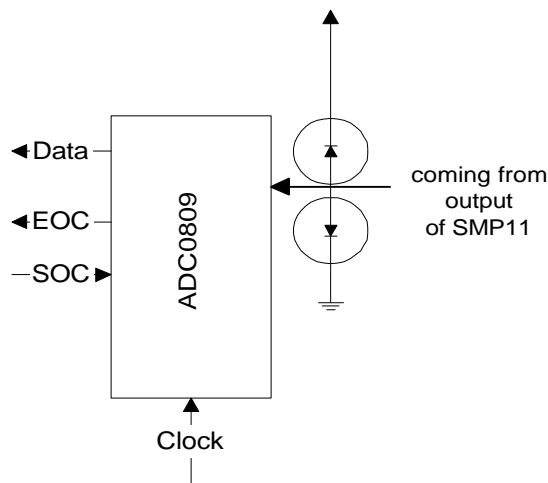 Data
EOC
SOC
ADC0809
coming from
output
of SMP11
Clock